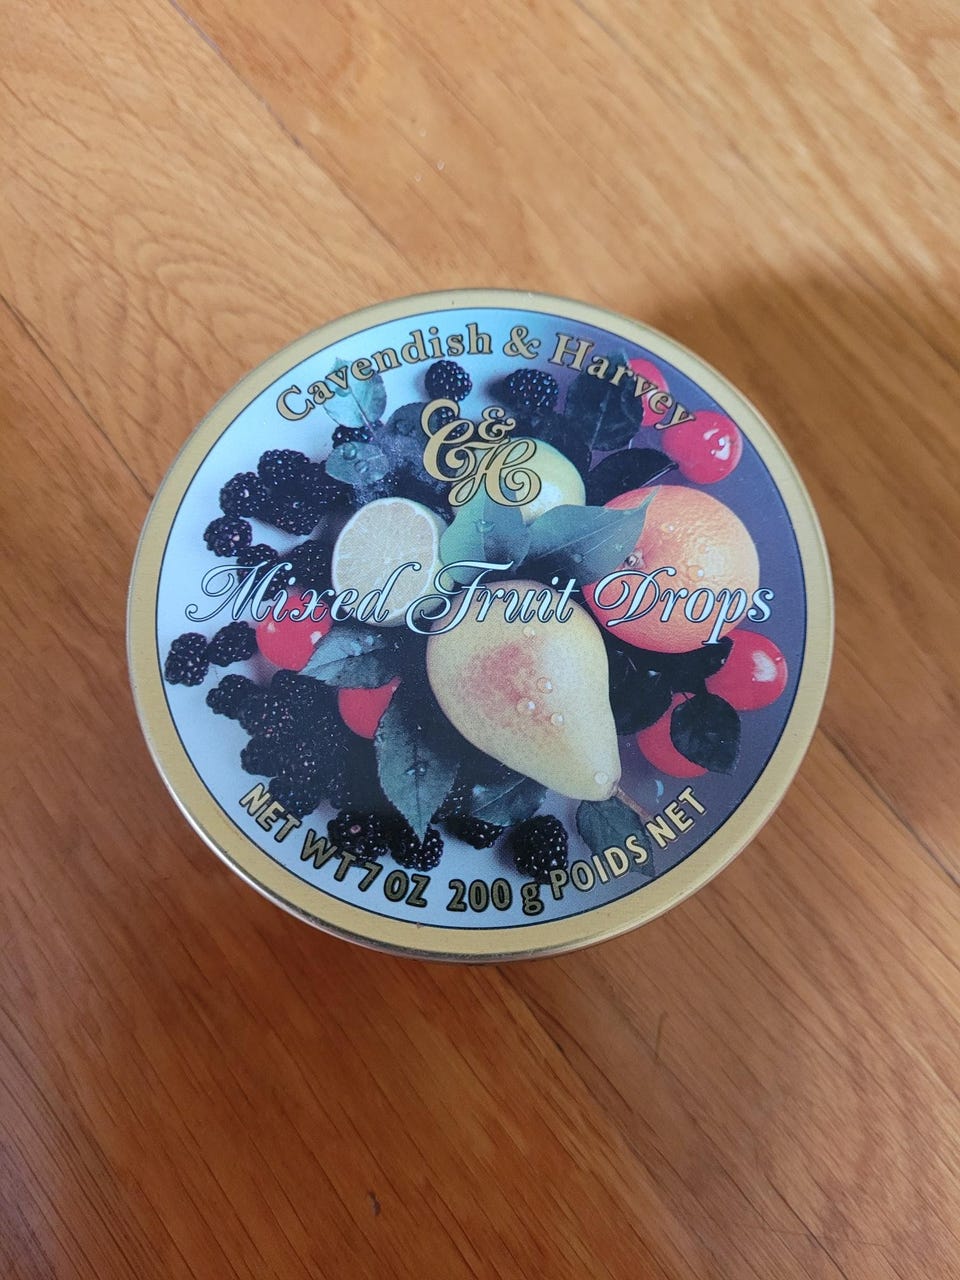 Cavendish & Harvey
C&H
Mixed Fruit Drops
NET WT 7 OZ 200 g POIDS NET